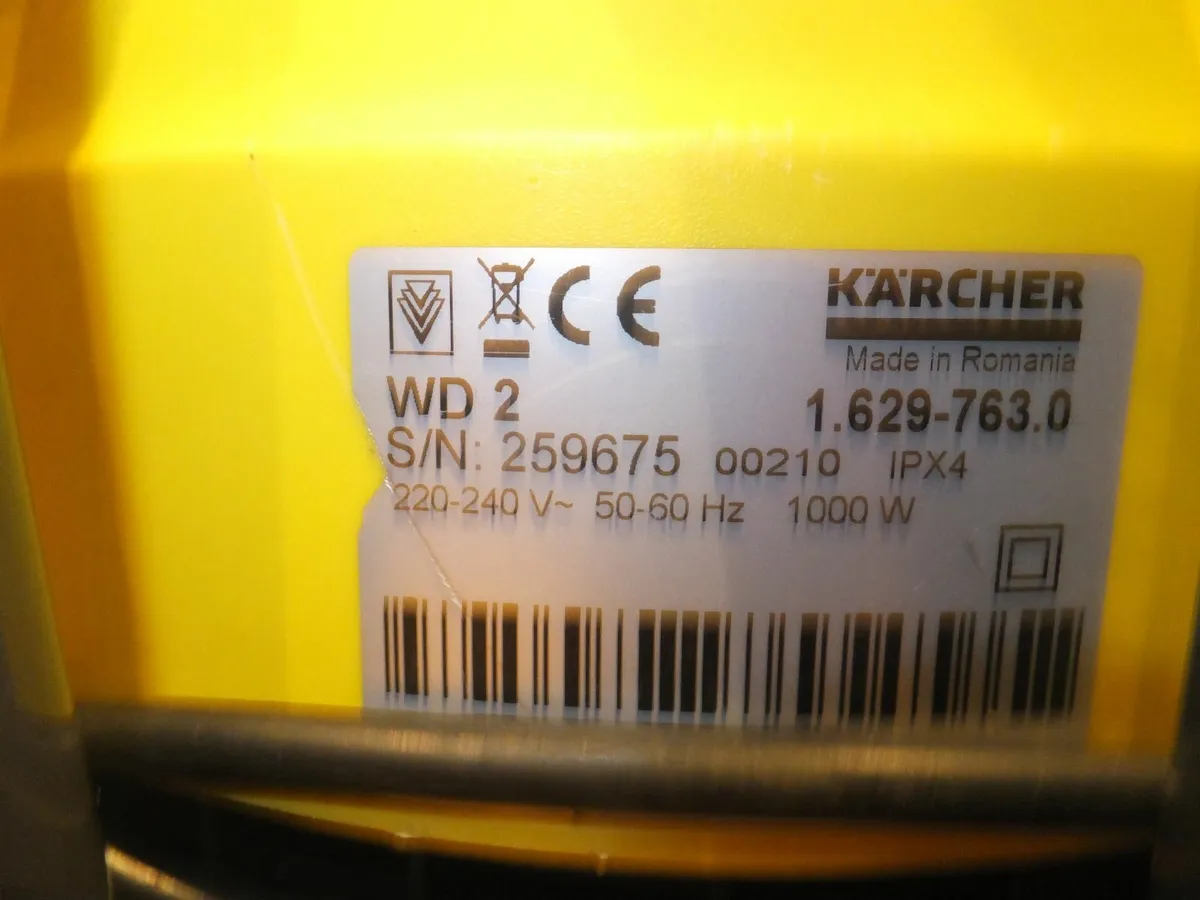 CE KÄRCHER
Made in Romania
WD 2 1.629-763.0
S/N: 259675 00210 IPX4
220-240 V~ 50-60 Hz 1000 W